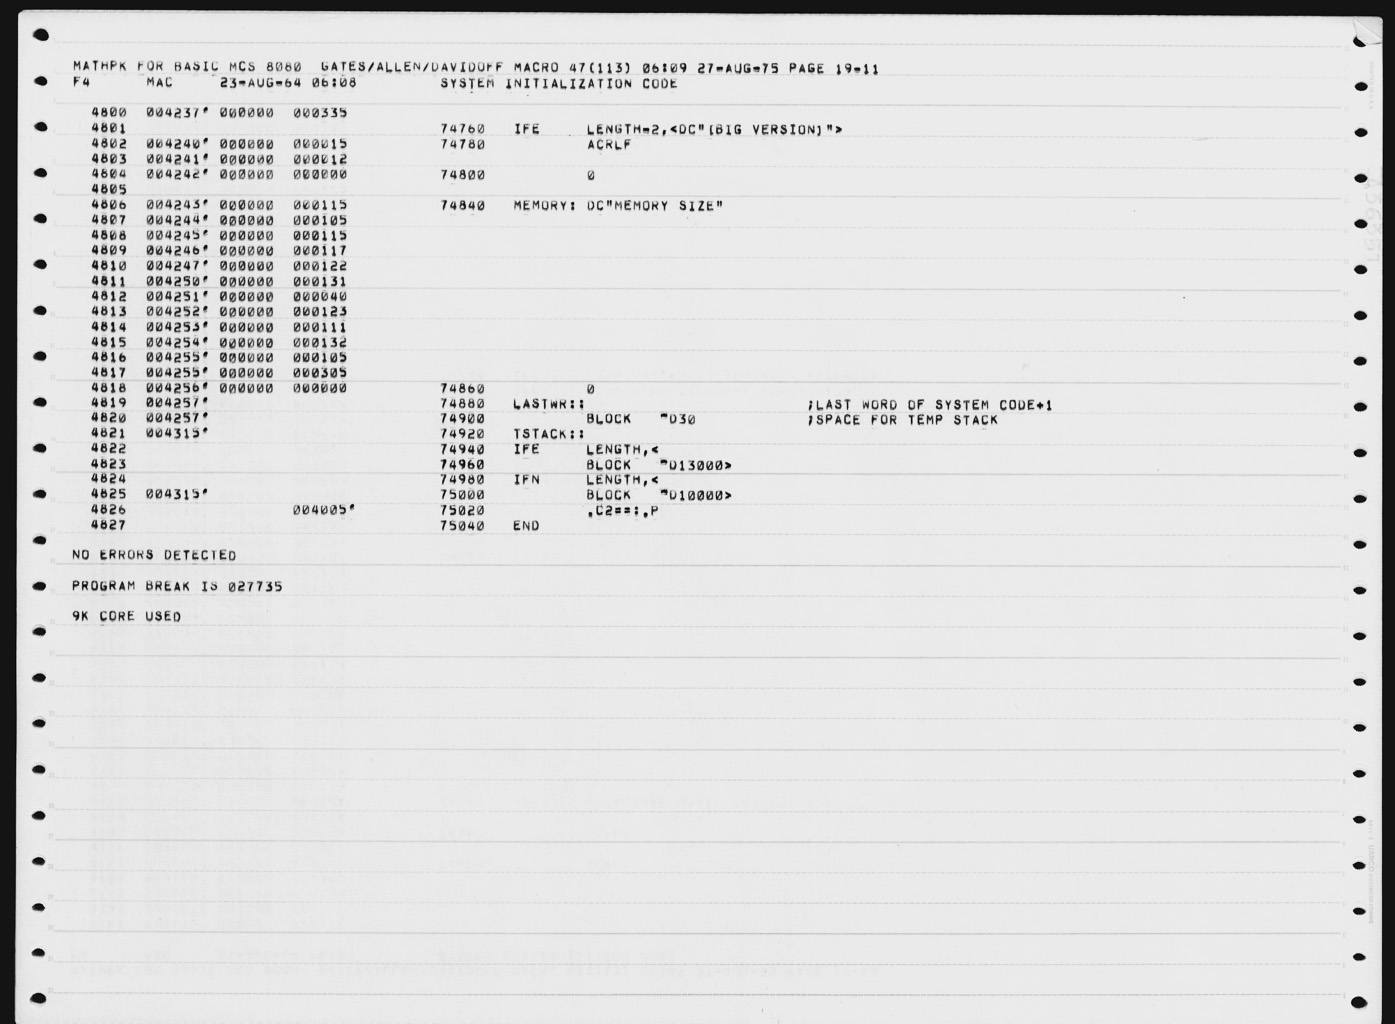 MATHPK FOR BASIC MCS 8080 GATES/ALLEN/DAVIDOFF MACRO 47(113) 06:09 27-AUG-75 PAGE 19-11
F4 MAC 23-AUG-64 06:08 SYSTEM INITIALIZATION CODE
4800 004237' 000000 000335
4801 74760 IFE LENGTH=2,<DC"[BIG VERSION]">
4802 004240' 000000 000015 74780 ACRLF
4803 004241' 000000 000012
4804 004242' 000000 000000 74800 0
4805
4806 004243' 000000 000115 74840 MEMORY: DC"MEMORY SIZE"
4807 004244' 000000 000105
4808 004245' 000000 000115
4809 004246' 000000 000117
4810 004247' 000000 000122
4811 004250' 000000 000131
4812 004251' 000000 000040
4813 004252' 000000 000123
4814 004253' 000000 000111
4815 004254' 000000 000132
4816 004255' 000000 000105
4817 004255' 000000 000305
4818 004256' 000000 000000 74860 0
4819 004257' 74880 LASTWR:: ;LAST WORD OF SYSTEM CODE+1
4820 004257' 74900 BLOCK ^D30 ;SPACE FOR TEMP STACK
4821 004315' 74920 TSTACK::
4822 74940 IFE LENGTH,<
4823 74960 BLOCK ^D13000>
4824 74980 IFN LENGTH,<
4825 004315' 75000 BLOCK ^D10000>
4826 004005' 75020 .C2==:.P
4827 75040 END
NO ERRORS DETECTED
PROGRAM BREAK IS 027735
9K CORE USED